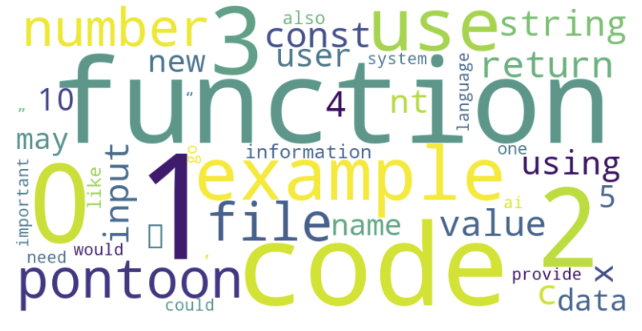 number 3 also const use string
new user system return
function
„ 10 “ 4 nt language
may
important 0 like input 1 go information one using
example
□ file name value 2 ai 5
need would pontoon code provide x
‘ could c data